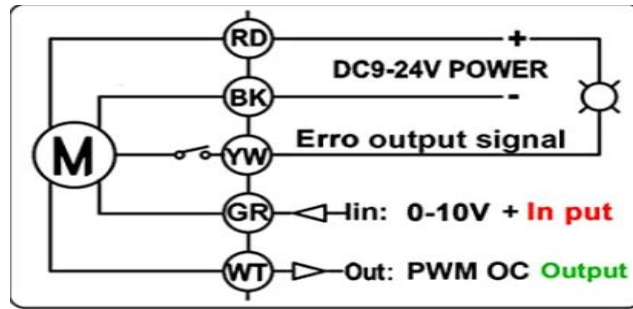 RD +
DC9-24V POWER
BK -
M
YW Erro output signal
GR Iin: 0-10V + In put
WT Out: PWM OC Output